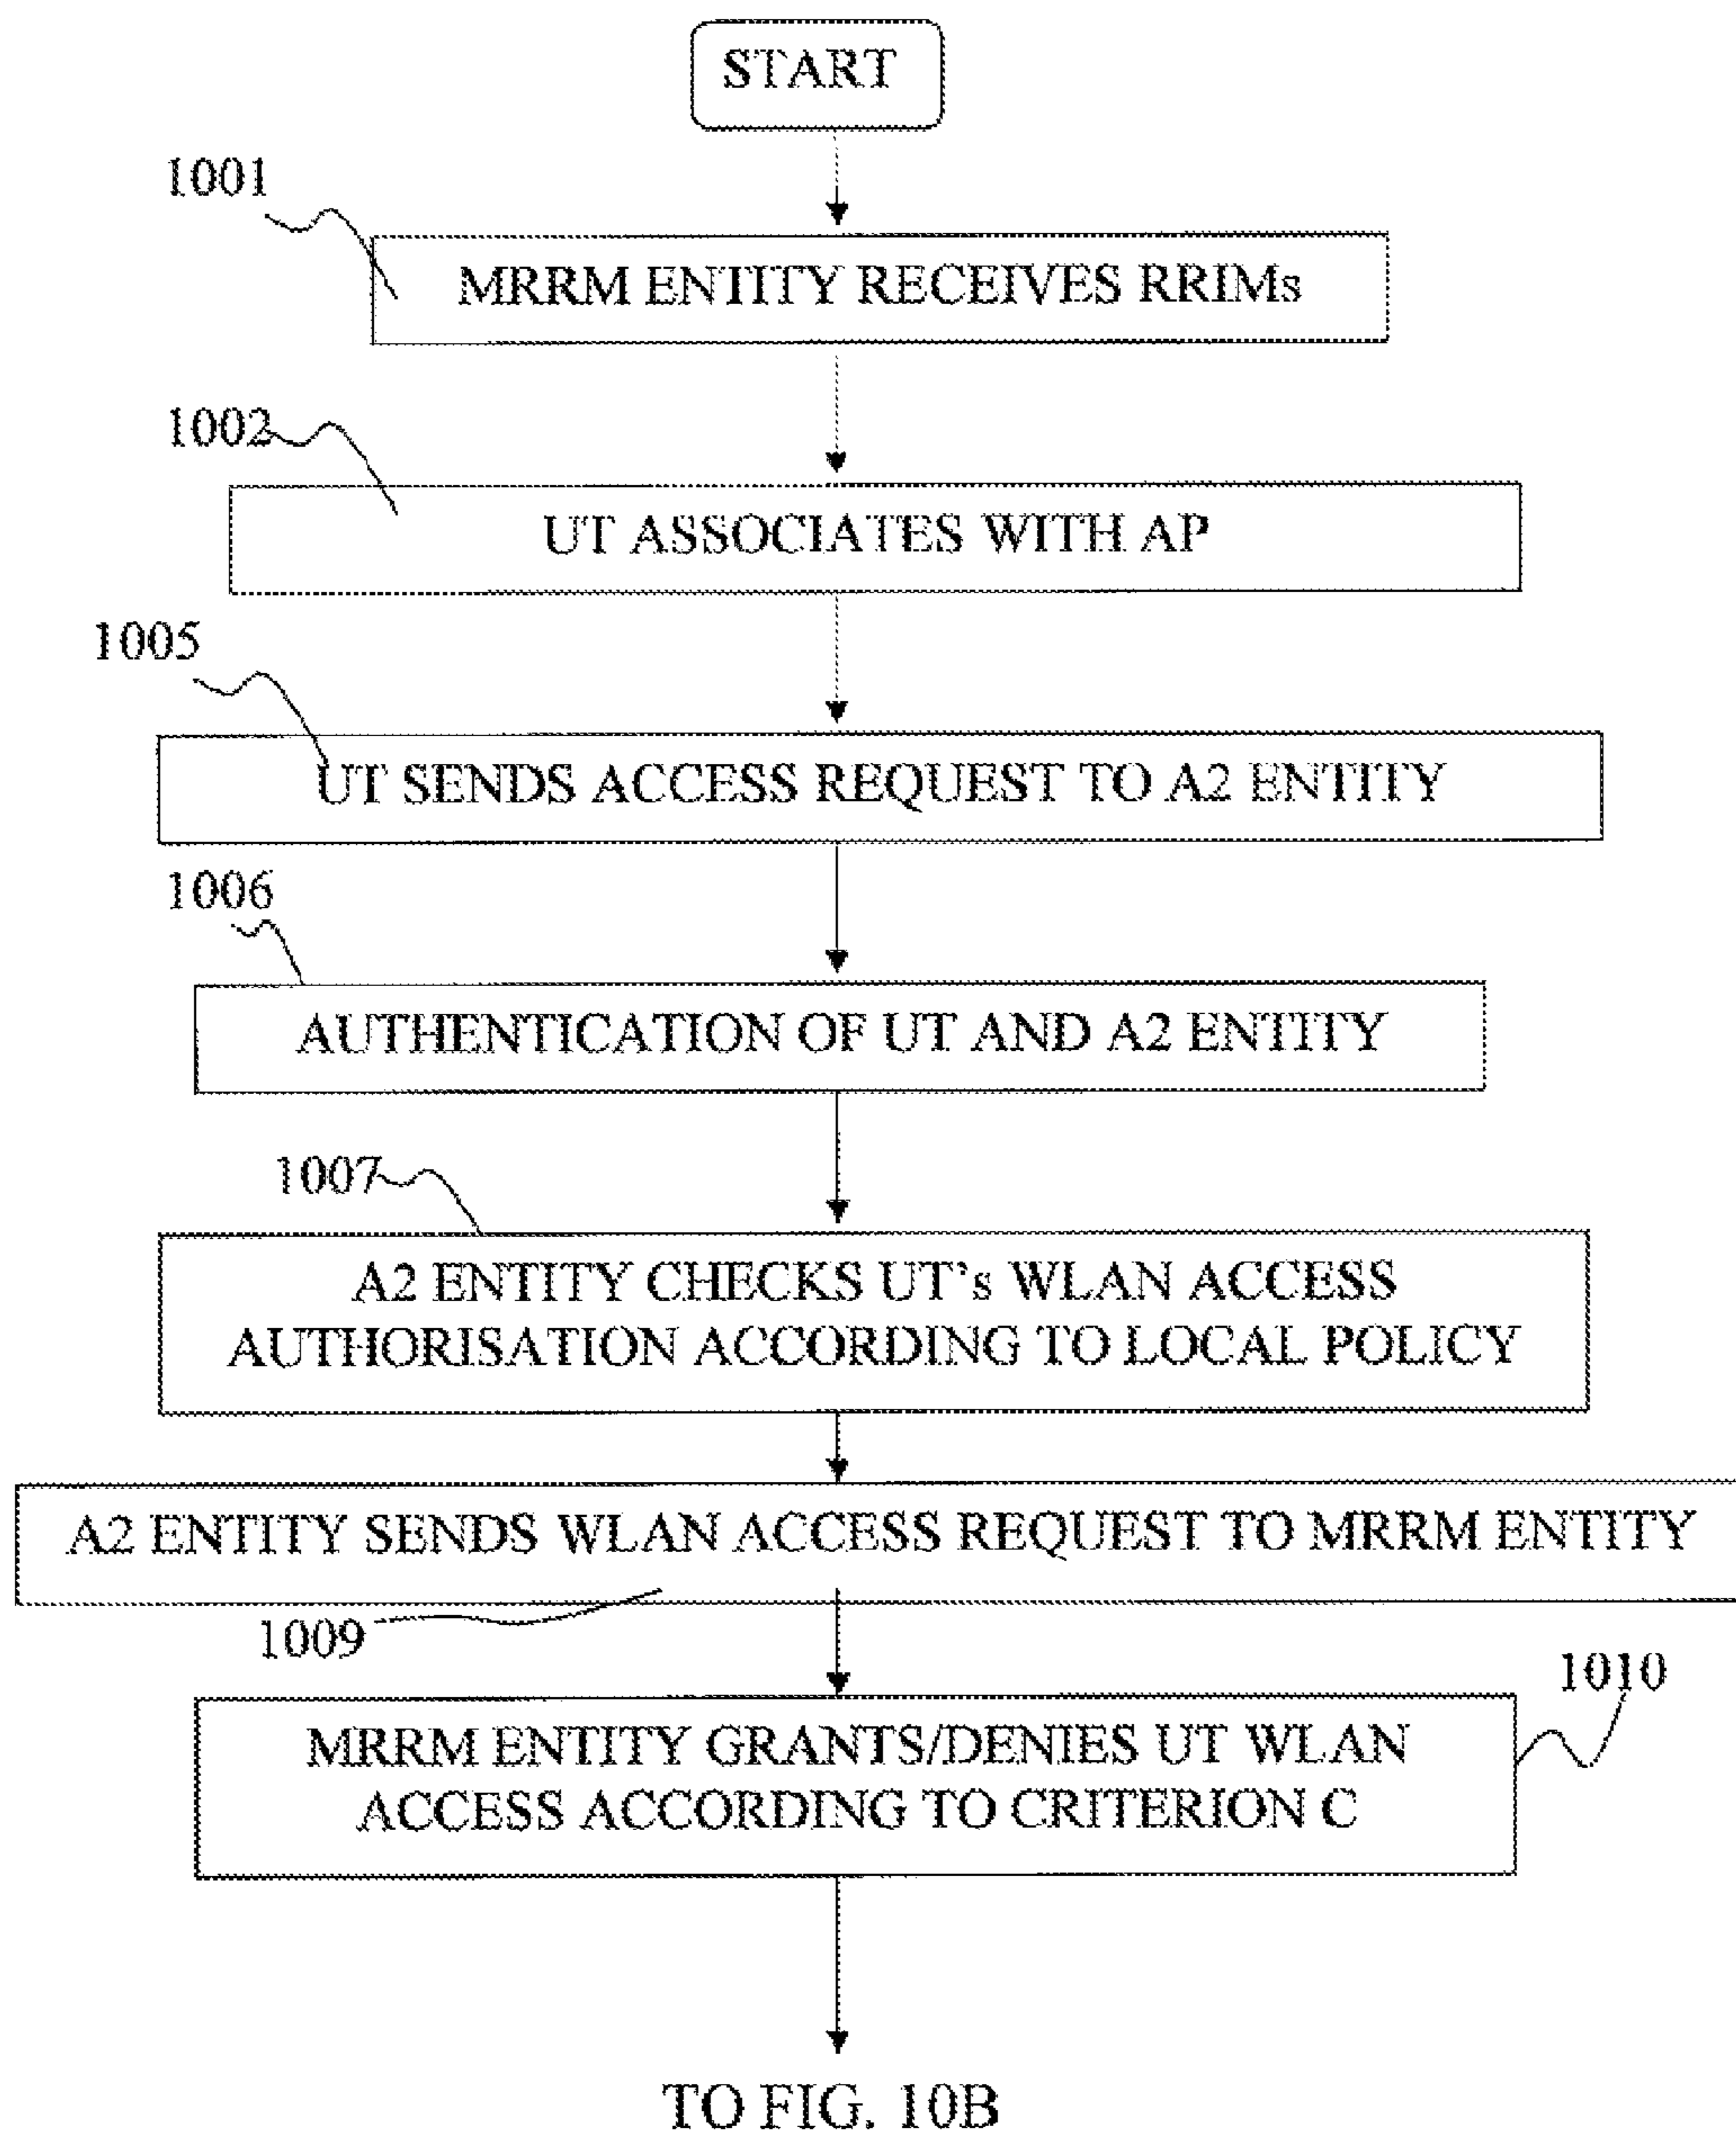 START
1001
MRRM ENTITY RECEIVES RRIMs
1002
UT ASSOCIATES WITH AP
1005
UT SENDS ACCESS REQUEST TO A2 ENTITY
1006
AUTHENTICATION OF UT AND A2 ENTITY
1007
A2 ENTITY CHECKS UT's WLAN ACCESS
AUTHORISATION ACCORDING TO LOCAL POLICY
A2 ENTITY SENDS WLAN ACCESS REQUEST TO MRRM ENTITY
1009
1010
MRRM ENTITY GRANTS/DENIES UT WLAN
ACCESS ACCORDING TO CRITERION C
TO FIG. 10B